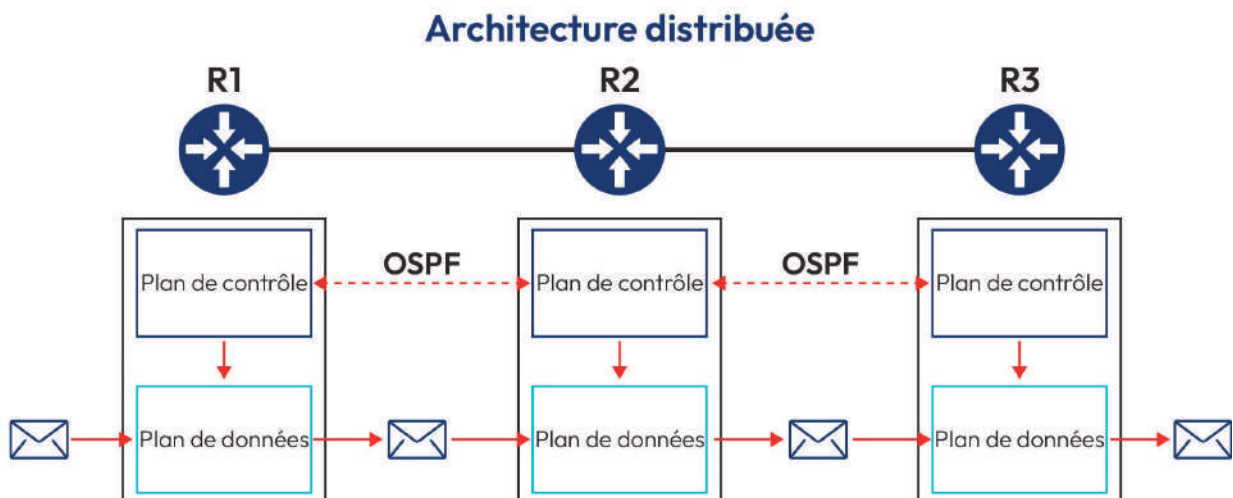 Architecture distribuée
R1 R2 R3
OSPF OSPF
Plan de contrôle Plan de contrôle Plan de contrôle
Plan de données Plan de données Plan de données